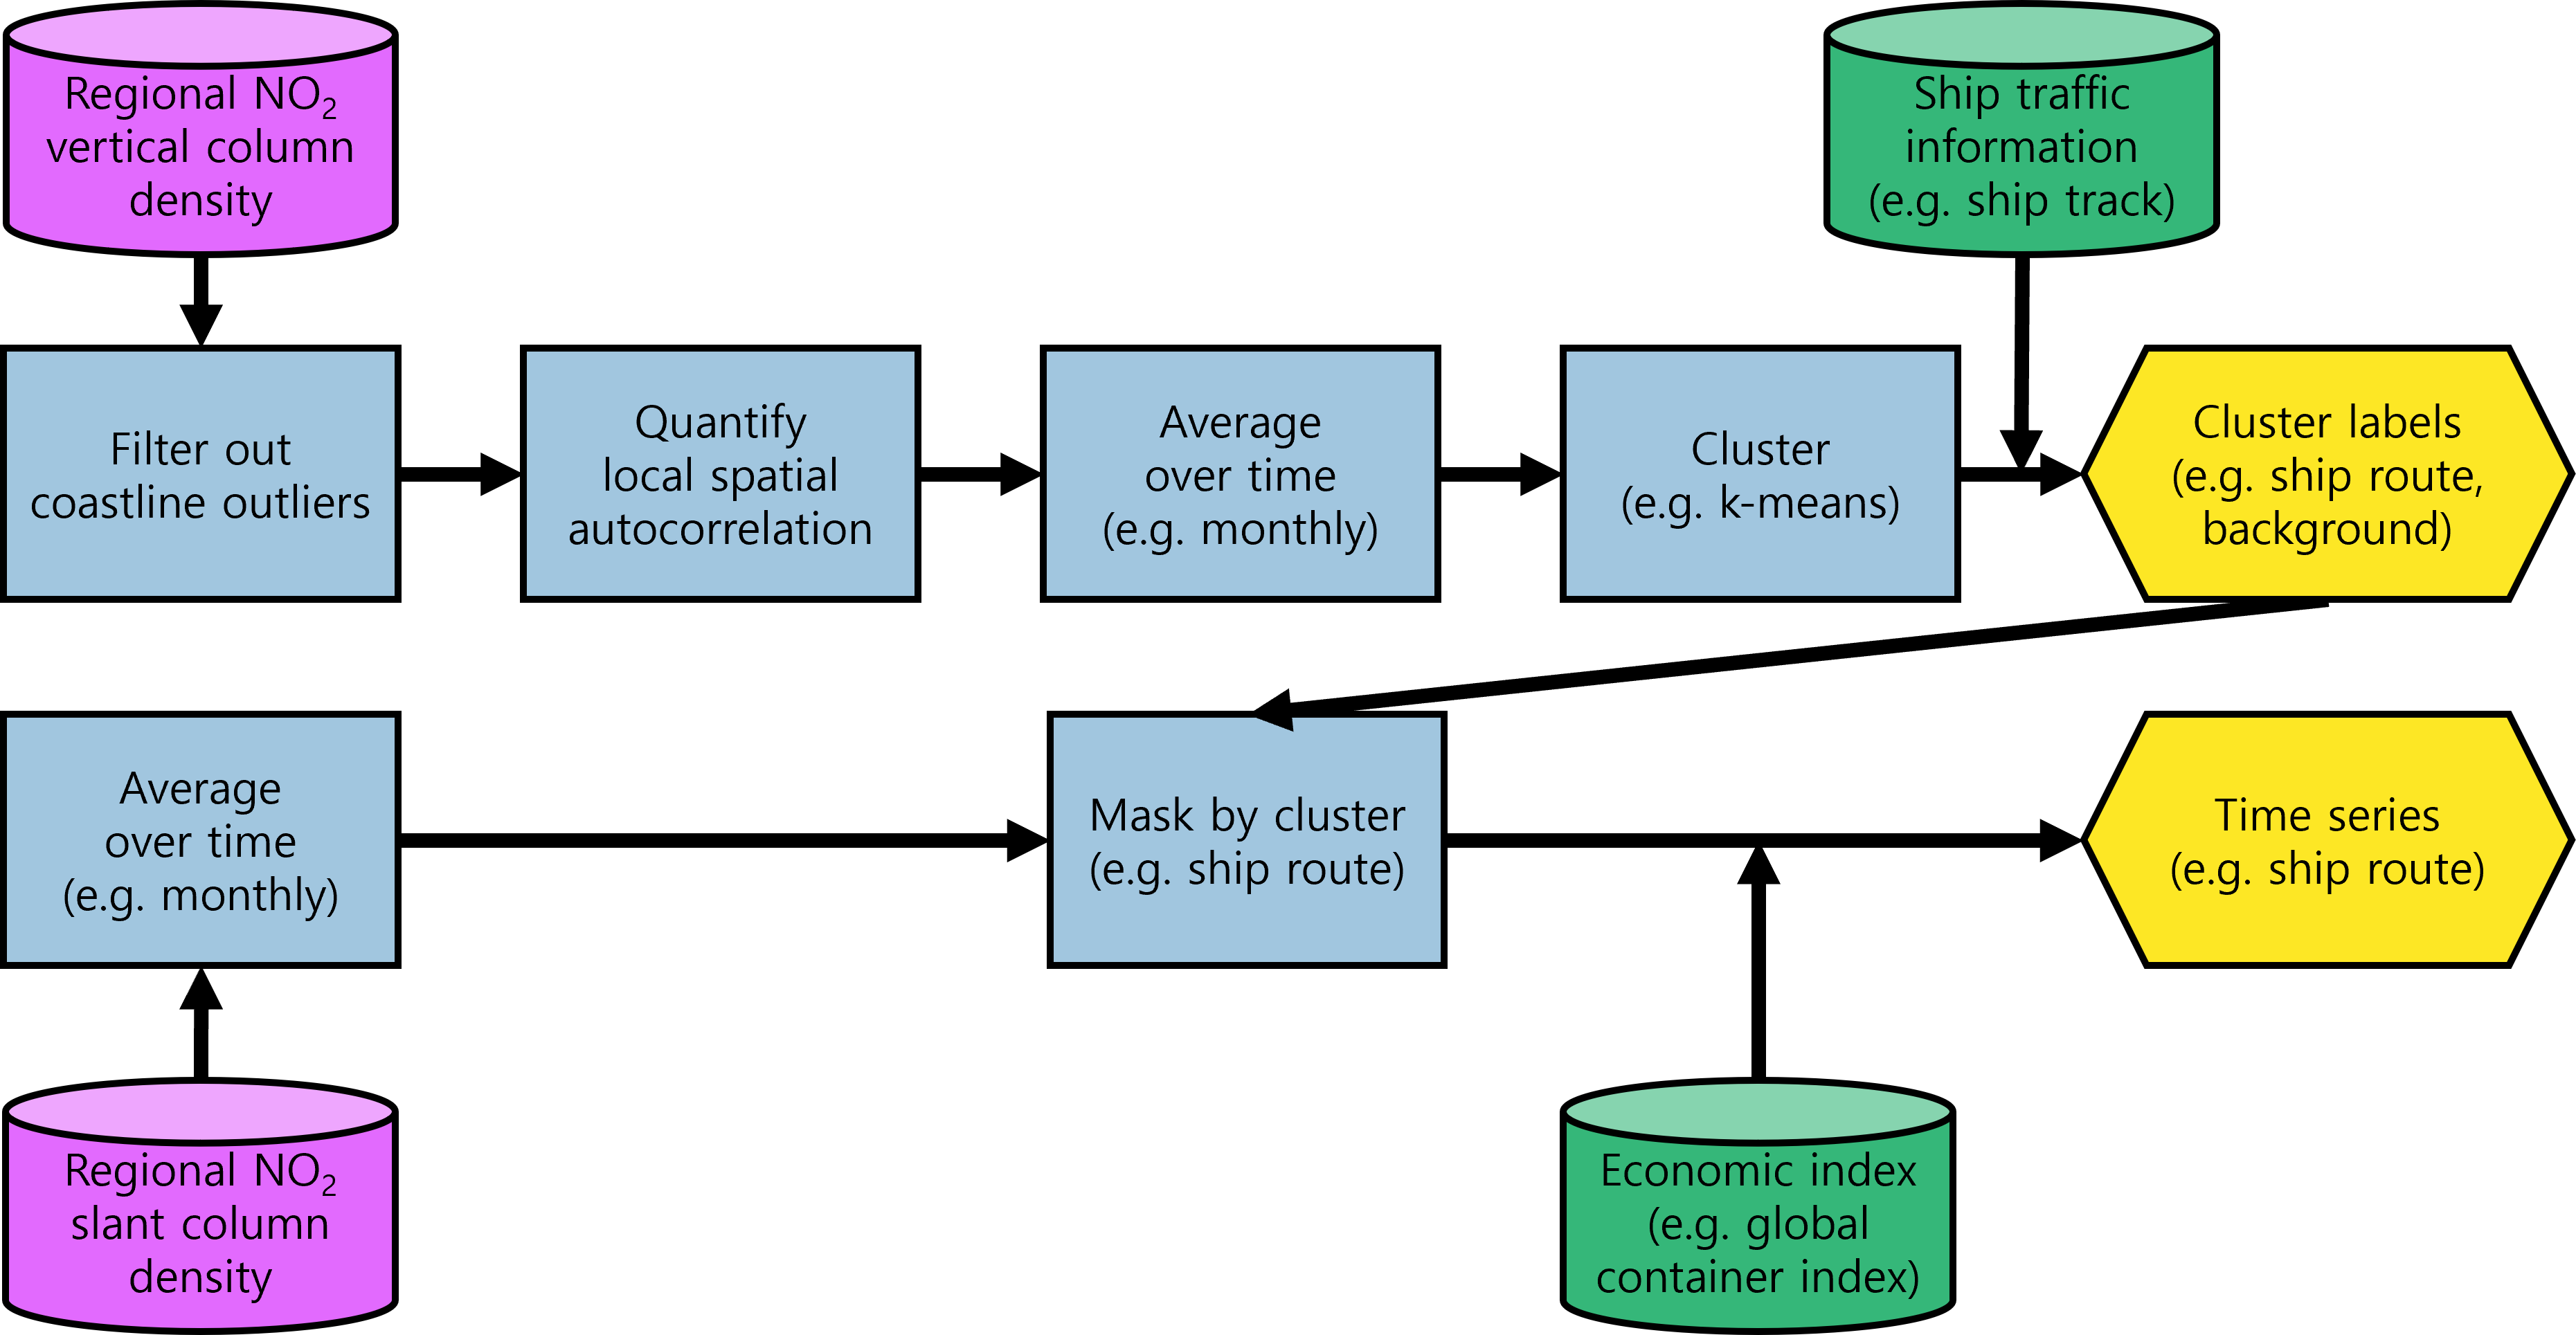 Regional NO₂
vertical column
density
Ship traffic
information
(e.g. ship track)
Filter out
coastline outliers
Quantify
local spatial
autocorrelation
Average
over time
(e.g. monthly)
Cluster
(e.g. k-means)
Cluster labels
(e.g. ship route,
background)
Average
over time
(e.g. monthly)
Mask by cluster
(e.g. ship route)
Time series
(e.g. ship route)
Regional NO₂
slant column
density
Economic index
(e.g. global
container index)